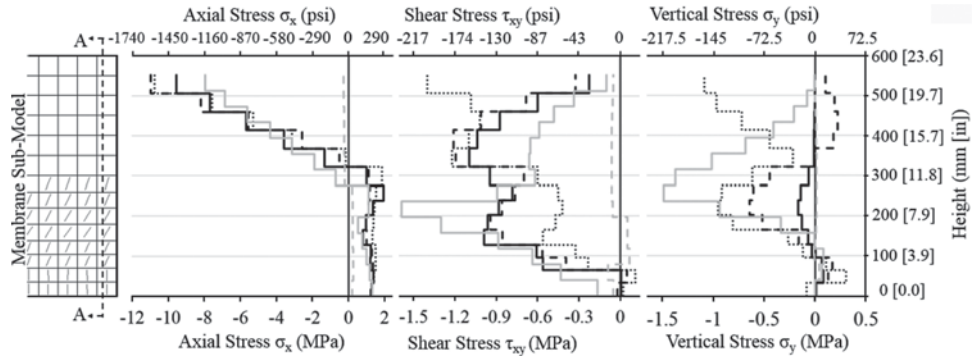 Axial Stress σx (psi)
Shear Stress τxy (psi)
Vertical Stress σy (psi)
A
-1740 -1450 -1160 -870 -580 -290 0 290
-217 -174 -130 -87 -43 0
-217.5 -145 -72.5 0 72.5
Membrane Sub-Model
600 [23.6]
500 [19.7]
400 [15.7]
300 [11.8]
200 [7.9]
100 [3.9]
0 [0.0]
Height (mm [in])
A
-12 -10 -8 -6 -4 -2 0 2
-1.8 -1.5 -1.2 -0.9 -0.6 -0.3 0
-1.5 -1 -0.5 0 0.5
Axial Stress σx (MPa)
Shear Stress τxy (MPa)
Vertical Stress σy (MPa)